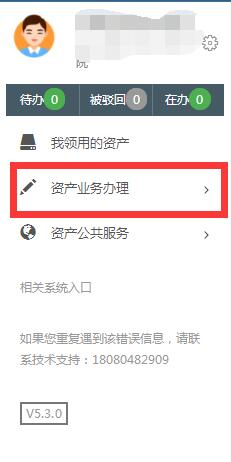 院
待办 0 被驳回 0 在办 0
我领用的资产
资产业务办理
资产公共服务
相关系统入口
如果您重复遇到该错误信息，请联
系技术支持：18080482909
V5.3.0